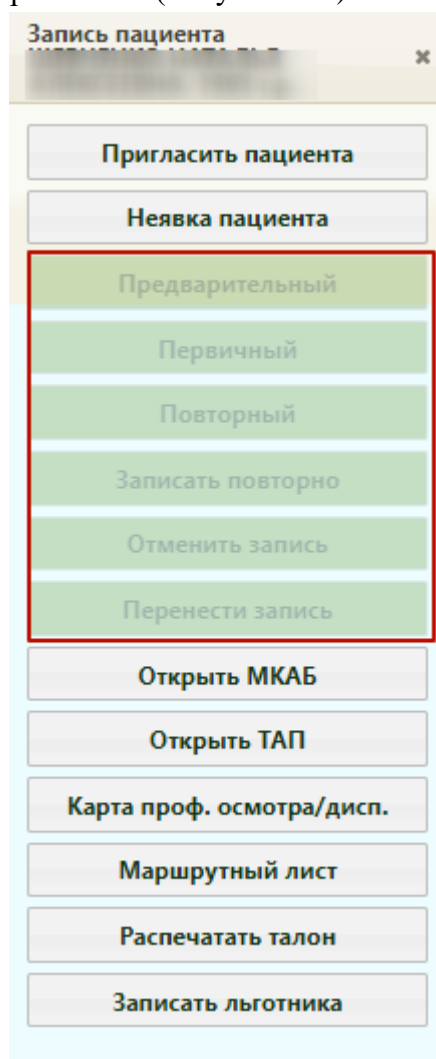 Запись пациента
×
Пригласить пациента
Неявка пациента
Предварительный
Первичный
Повторный
Записать повторно
Отменить запись
Перенести запись
Открыть МКАБ
Открыть ТАП
Карта проф. осмотра/дисп.
Маршрутный лист
Распечатать талон
Записать льготника